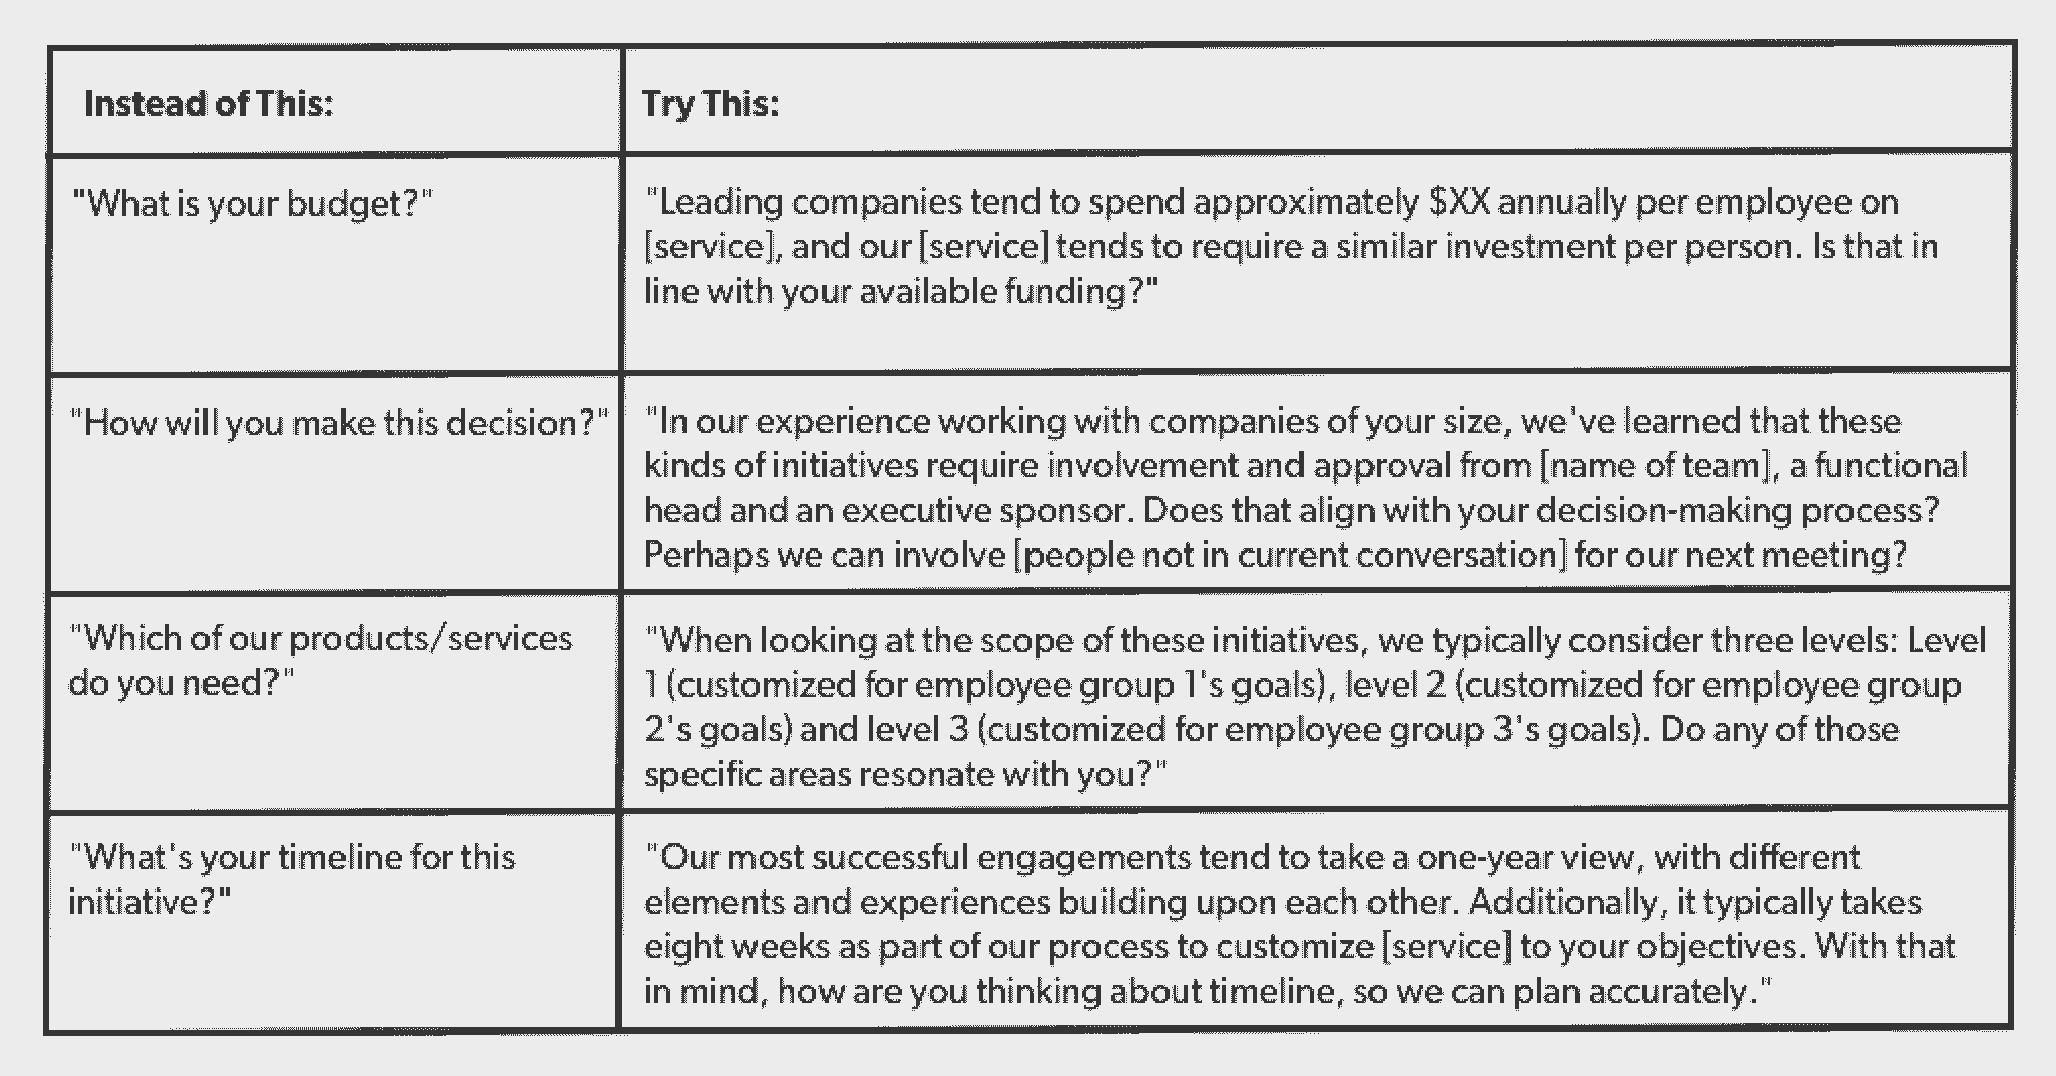 Instead of This:
Try This:
"What is your budget?"
"Leading companies tend to spend approximately $XX annually per employee on
[service], and our [service] tends to require a similar investment per person. Is that in
line with your available funding?"
"How will you make this decision?"
"In our experience working with companies of your size, we've learned that these
kinds of initiatives require involvement and approval from [name of team], a functional
head and an executive sponsor. Does that align with your decision-making process?
Perhaps we can involve [people not in current conversation] for our next meeting?
"Which of our products/services
do you need?"
"When looking at the scope of these initiatives, we typically consider three levels: Level
1 (customized for employee group 1's goals), level 2 (customized for employee group
2's goals) and level 3 (customized for employee group 3's goals). Do any of those
specific areas resonate with you?"
"What's your timeline for this
initiative?"
"Our most successful engagements tend to take a one-year view, with different
elements and experiences building upon each other. Additionally, it typically takes
eight weeks as part of our process to customize [service] to your objectives. With that
in mind, how are you thinking about timeline, so we can plan accurately."